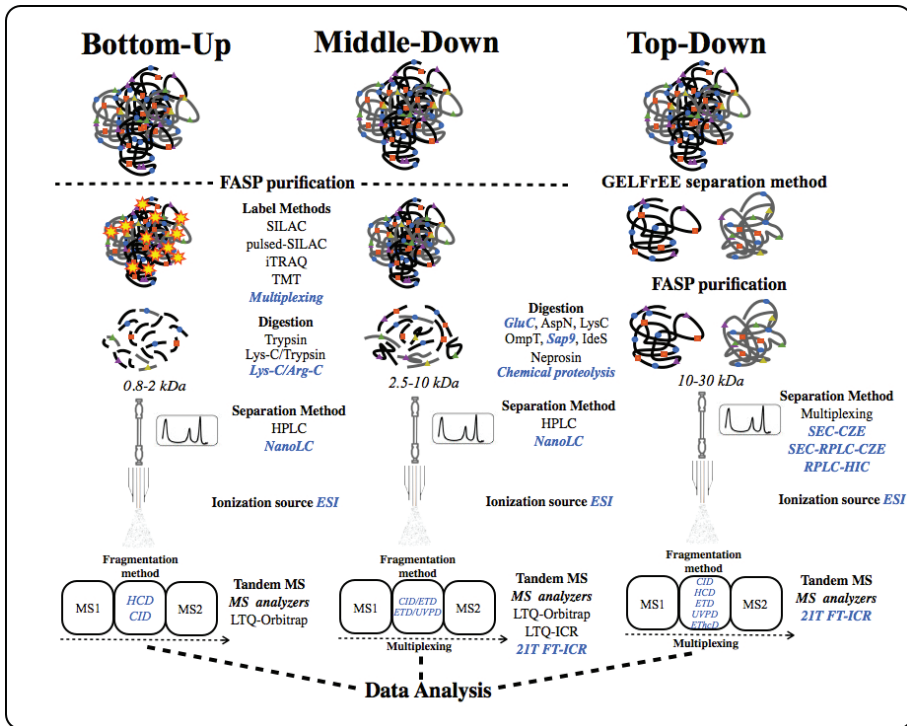 Bottom-Up
Middle-Down
Top-Down
FASP purification
GELFrEE separation method
Label Methods
SILAC
pulsed-SILAC
iTRAQ
TMT
Multiplexing
FASP purification
Digestion
Trypsin
Lys-C/Trypsin
Lys-C/Arg-C
Digestion
GluC, AspN, LysC
OmpT, Sap9, IdeS
Neprosin
Chemical proteolysis
0.8-2 kDa
2.5-10 kDa
10-30 kDa
Separation Method
HPLC
NanoLC
Separation Method
HPLC
NanoLC
Separation Method
Multiplexing
SEC-CZE
SEC-RPLC-CZE
RPLC-HIC
Ionization source ESI
Ionization source ESI
Ionization source ESI
Fragmentation
method
MS1
HCD
CID
MS2
Tandem MS
MS analyzers
LTQ-Orbitrap
Fragmentation
method
MS1
CID/ETD
ETD/UVPD
MS2
Multiplexing
Tandem MS
MS analyzers
LTQ-Orbitrap
LTQ-ICR
21T FT-ICR
Fragmentation
method
MS1
CID
HCD
ETD
UVPD
EThcD
MS2
Multiplexing
Tandem MS
MS analyzers
21T FT-ICR
Data Analysis